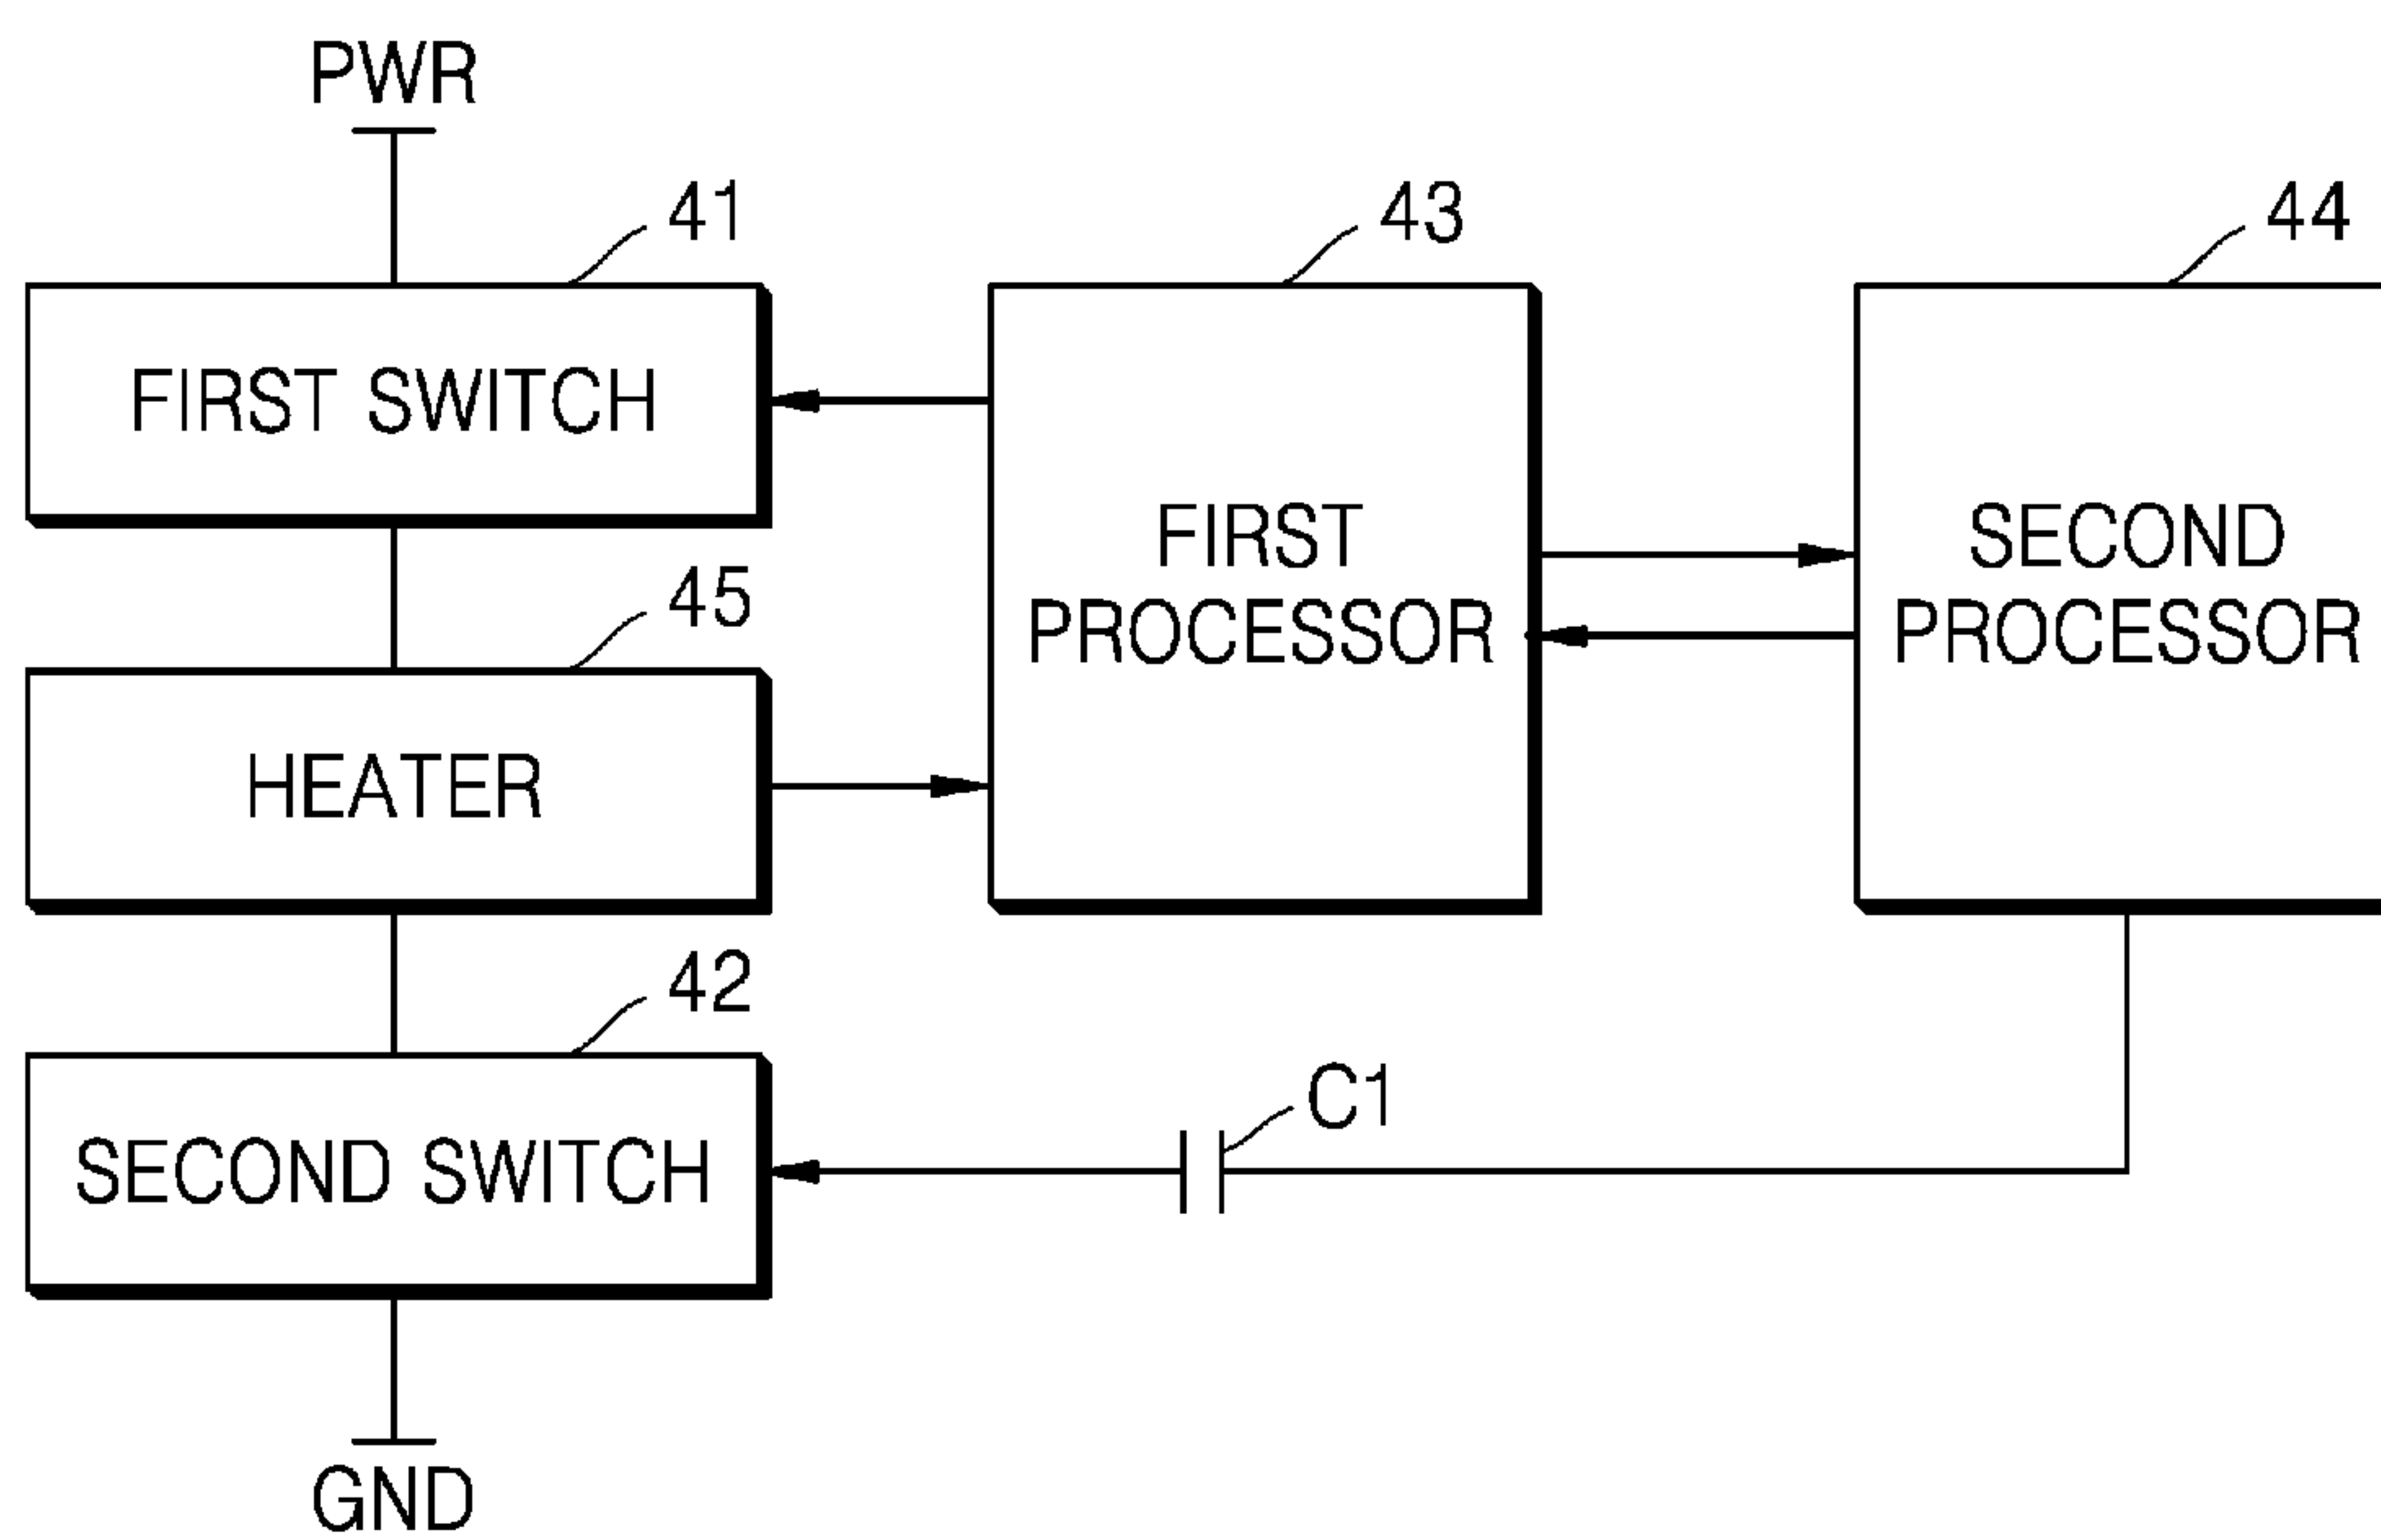 PWR
41
43
44
FIRST SWITCH
FIRST
PROCESSOR
SECOND
PROCESSOR
45
HEATER
42
C1
SECOND SWITCH
GND